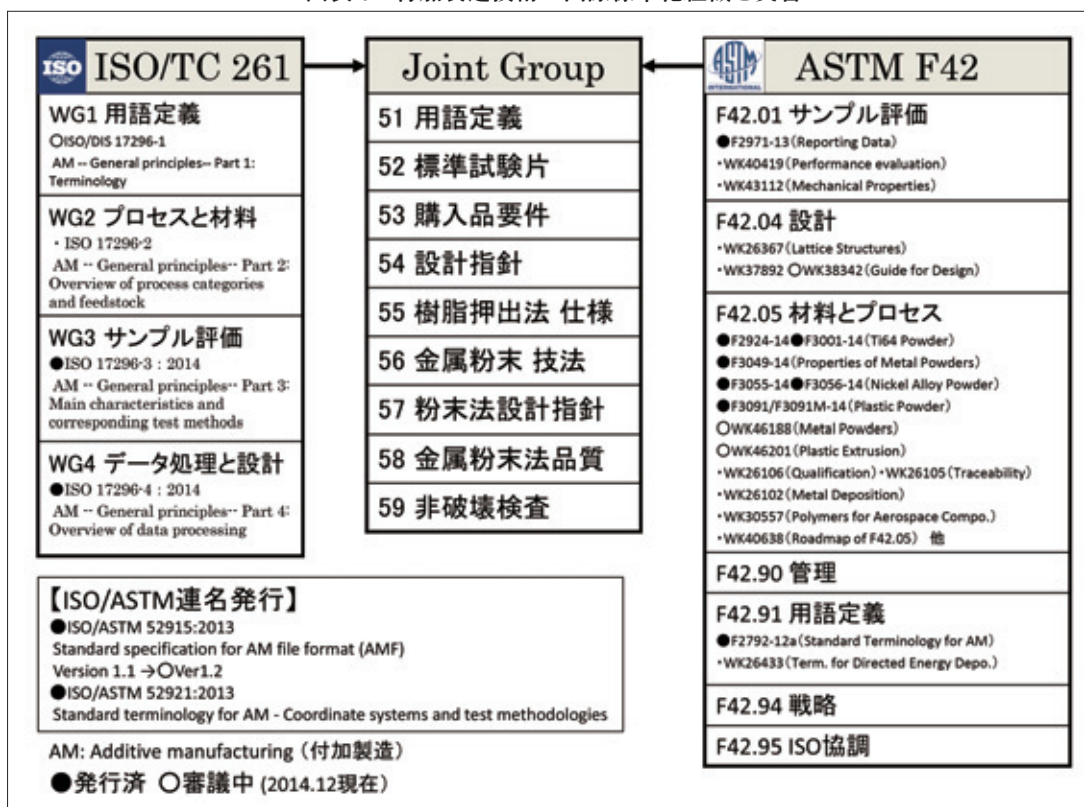 ISO ISO/TC 261
WG1 用語定義
○ISO/DIS 17296-1
AM -- General principles-- Part 1:
Terminology
WG2 プロセスと材料
・ISO 17296-2
AM -- General principles-- Part 2:
Overview of process categories
and feedstock
WG3 サンプル評価
●ISO 17296-3 : 2014
AM -- General principles-- Part 3:
Main characteristics and
corresponding test methods
WG4 データ処理と設計
●ISO 17296-4 : 2014
AM -- General principles-- Part 4:
Overview of data processing
Joint Group
51 用語定義
52 標準試験片
53 購入品要件
54 設計指針
55 樹脂押出法 仕様
56 金属粉末 技法
57 粉末法設計指針
58 金属粉末法品質
59 非破壊検査
ASTM INTERNATIONAL ASTM F42
F42.01 サンプル評価
●F2971-13(Reporting Data)
・WK40419(Performance evaluation)
・WK43112(Mechanical Properties)
F42.04 設計
・WK26367(Lattice Structures)
・WK37892 ○WK38342(Guide for Design)
F42.05 材料とプロセス
●F2924-14●F3001-14(Ti64 Powder)
●F3049-14(Properties of Metal Powders)
●F3055-14●F3056-14(Nickel Alloy Powder)
●F3091/F3091M-14(Plastic Powder)
○WK46188(Metal Powders)
○WK46201(Plastic Extrusion)
・WK26106(Qualification)・WK26105(Traceability)
・WK26102(Metal Deposition)
・WK30557(Polymers for Aerospace Compo.)
・WK40638(Roadmap of F42.05) 他
F42.90 管理
F42.91 用語定義
●F2792-12a(Standard Terminology for AM)
・WK26433(Term. for Directed Energy Depo.)
F42.94 戦略
F42.95 ISO協調
【ISO/ASTM連名発行】
●ISO/ASTM 52915:2013
Standard specification for AM file format (AMF)
Version 1.1 →○Ver1.2
●ISO/ASTM 52921:2013
Standard terminology for AM - Coordinate systems and test methodologies
AM: Additive manufacturing (付加製造)
●発行済 ○審議中 (2014.12現在)